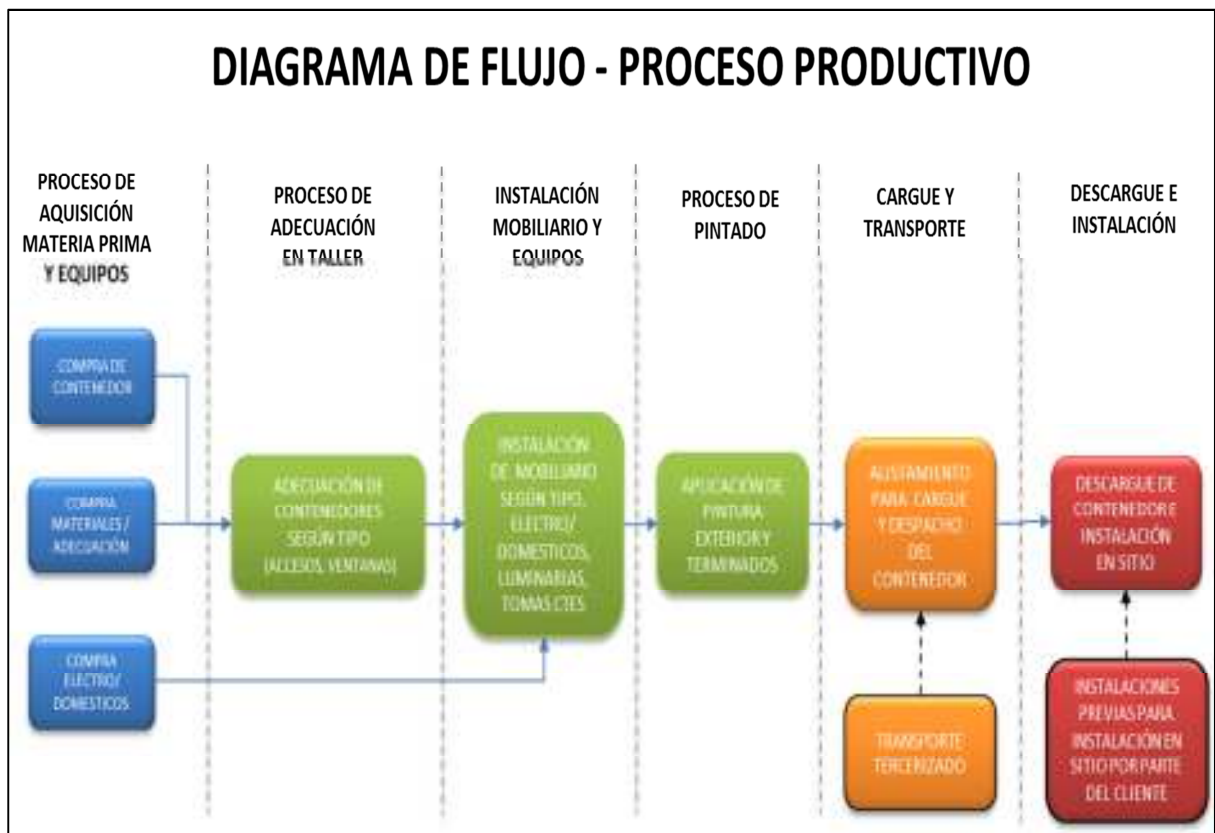 DIAGRAMA DE FLUJO - PROCESO PRODUCTIVO
PROCESO DE
AQUISICIÓN
MATERIA PRIMA
Y EQUIPOS
PROCESO DE
ADECUACIÓN
EN TALLER
INSTALACIÓN
MOBILIARIO Y
EQUIPOS
PROCESO DE
PINTADO
CARGUE Y
TRANSPORTE
DESCARGUE E
INSTALACIÓN
COMPRA DE
CONTENEDOR
COMPRA
MATERIALES /
ADECUACIÓN
COMPRA
ELECTRO/
DOMESTICOS
ADECUACIÓN DE
CONTENEDORES
SEGÚN TIPO
(ACCESOS, VENTANAS)
INSTALACIÓN
DE MOBILIARIO
SEGÚN TIPO,
ELECTRO/
DOMESTICOS,
LUMINARIAS,
TOMAS CTES
APLICACIÓN DE
PINTURA
EXTERIOR Y
TERMINADOS
ALISTAMIENTO
PARA CARGUE
Y DESPACHO
DEL
CONTENEDOR
TRANSPORTE
TERCERIZADO
DESCARGUE DE
CONTENEDOR E
INSTALACIÓN
EN SITIO
INSTALACIONES
PREVIAS PARA
INSTALACIÓN EN
SITIO POR PARTE
DEL CLIENTE